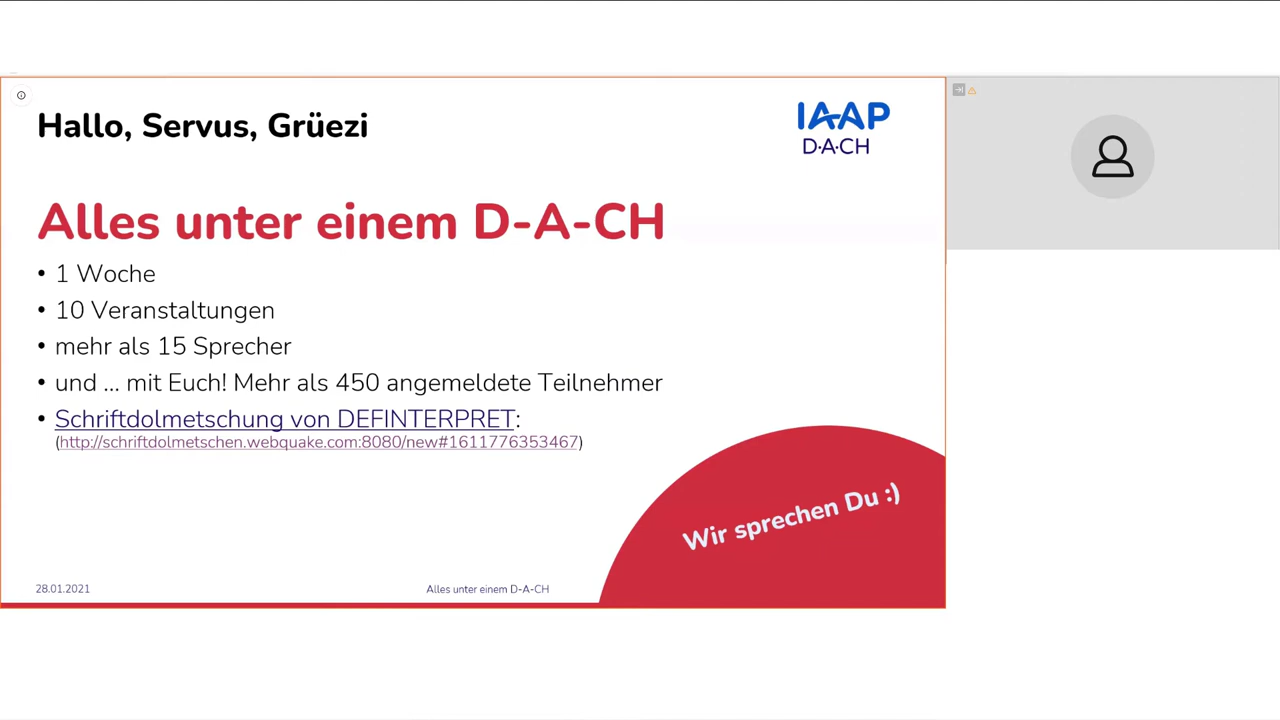 Hallo, Servus, Grüezi
IAAP
D·A·CH
Alles unter einem D-A-CH
• 1 Woche
• 10 Veranstaltungen
• mehr als 15 Sprecher
• und ... mit Euch! Mehr als 450 angemeldete Teilnehmer
• Schriftdolmetschung von DEFINTERPRET:
(http://schriftdolmetschen.webquake.com:8080/new#1611776353467)
Wir sprechen Du :)
28.01.2021
Alles unter einem D-A-CH